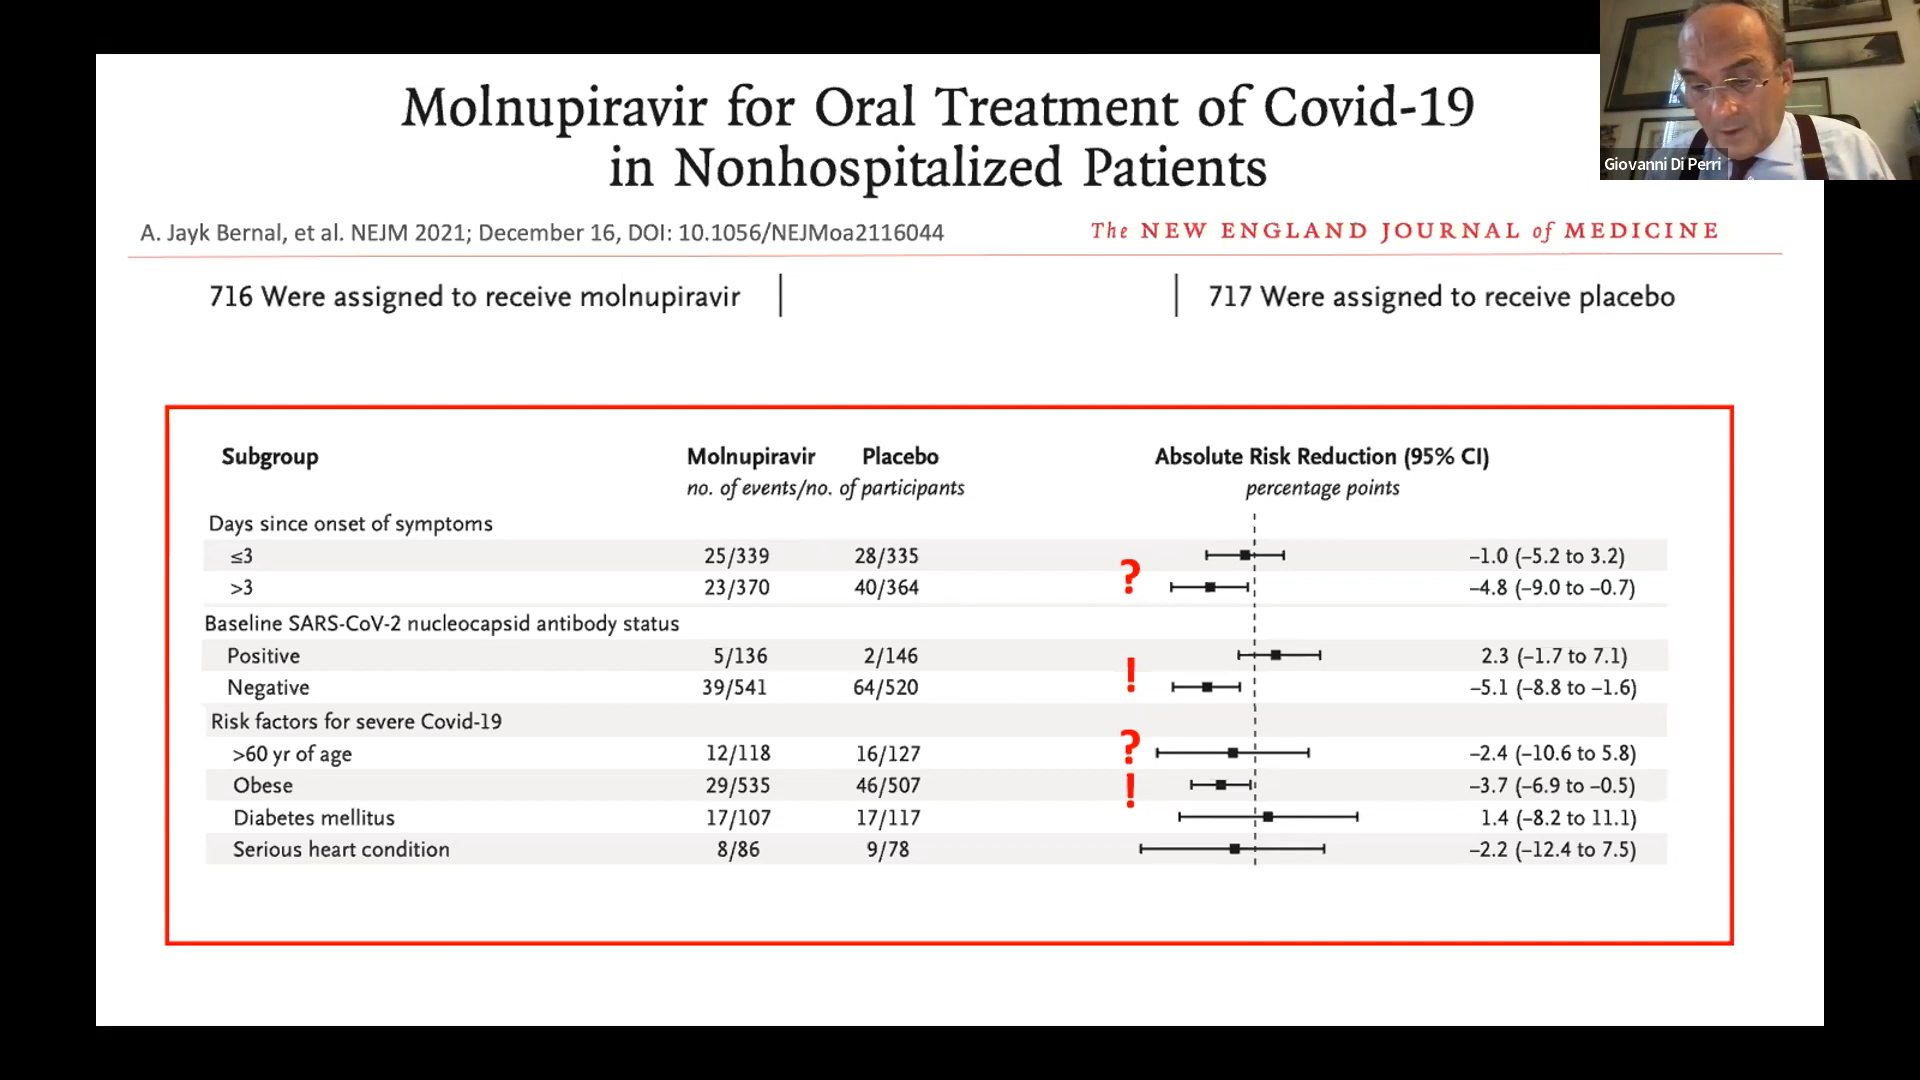 Molnupiravir for Oral Treatment of Covid-19
in Nonhospitalized Patients
Giovanni Di Perri
A. Jayk Bernal, et al. NEJM 2021; December 16, DOI: 10.1056/NEJMoa2116044
The NEW ENGLAND JOURNAL of MEDICINE
716 Were assigned to receive molnupiravir
717 Were assigned to receive placebo
Subgroup Molnupiravir Placebo Absolute Risk Reduction (95% CI)
no. of events/no. of participants percentage points
Days since onset of symptoms
≤3 25/339 28/335 –1.0 (–5.2 to 3.2)
?
>3 23/370 40/364 –4.8 (–9.0 to –0.7)
Baseline SARS-CoV-2 nucleocapsid antibody status
Positive 5/136 2/146 2.3 (–1.7 to 7.1)
!
Negative 39/541 64/520 –5.1 (–8.8 to –1.6)
Risk factors for severe Covid-19
>60 yr of age 12/118 16/127 ? –2.4 (–10.6 to 5.8)
Obese 29/535 46/507 ! –3.7 (–6.9 to –0.5)
Diabetes mellitus 17/107 17/117 1.4 (–8.2 to 11.1)
Serious heart condition 8/86 9/78 –2.2 (–12.4 to 7.5)